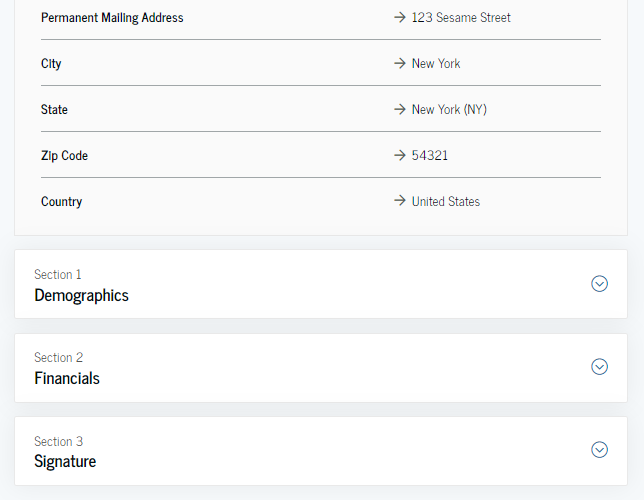 Permanent Mailing Address → 123 Sesame Street
City → New York
State → New York (NY)
Zip Code → 54321
Country → United States
Section 1
Demographics
Section 2
Financials
Section 3
Signature